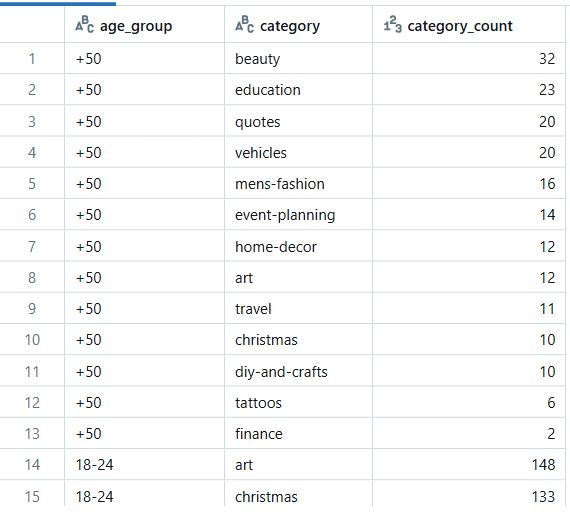 ABC age_group ABC category 123 category_count
1 +50 beauty 32
2 +50 education 23
3 +50 quotes 20
4 +50 vehicles 20
5 +50 mens-fashion 16
6 +50 event-planning 14
7 +50 home-decor 12
8 +50 art 12
9 +50 travel 11
10 +50 christmas 10
11 +50 diy-and-crafts 10
12 +50 tattoos 6
13 +50 finance 2
14 18-24 art 148
15 18-24 christmas 133